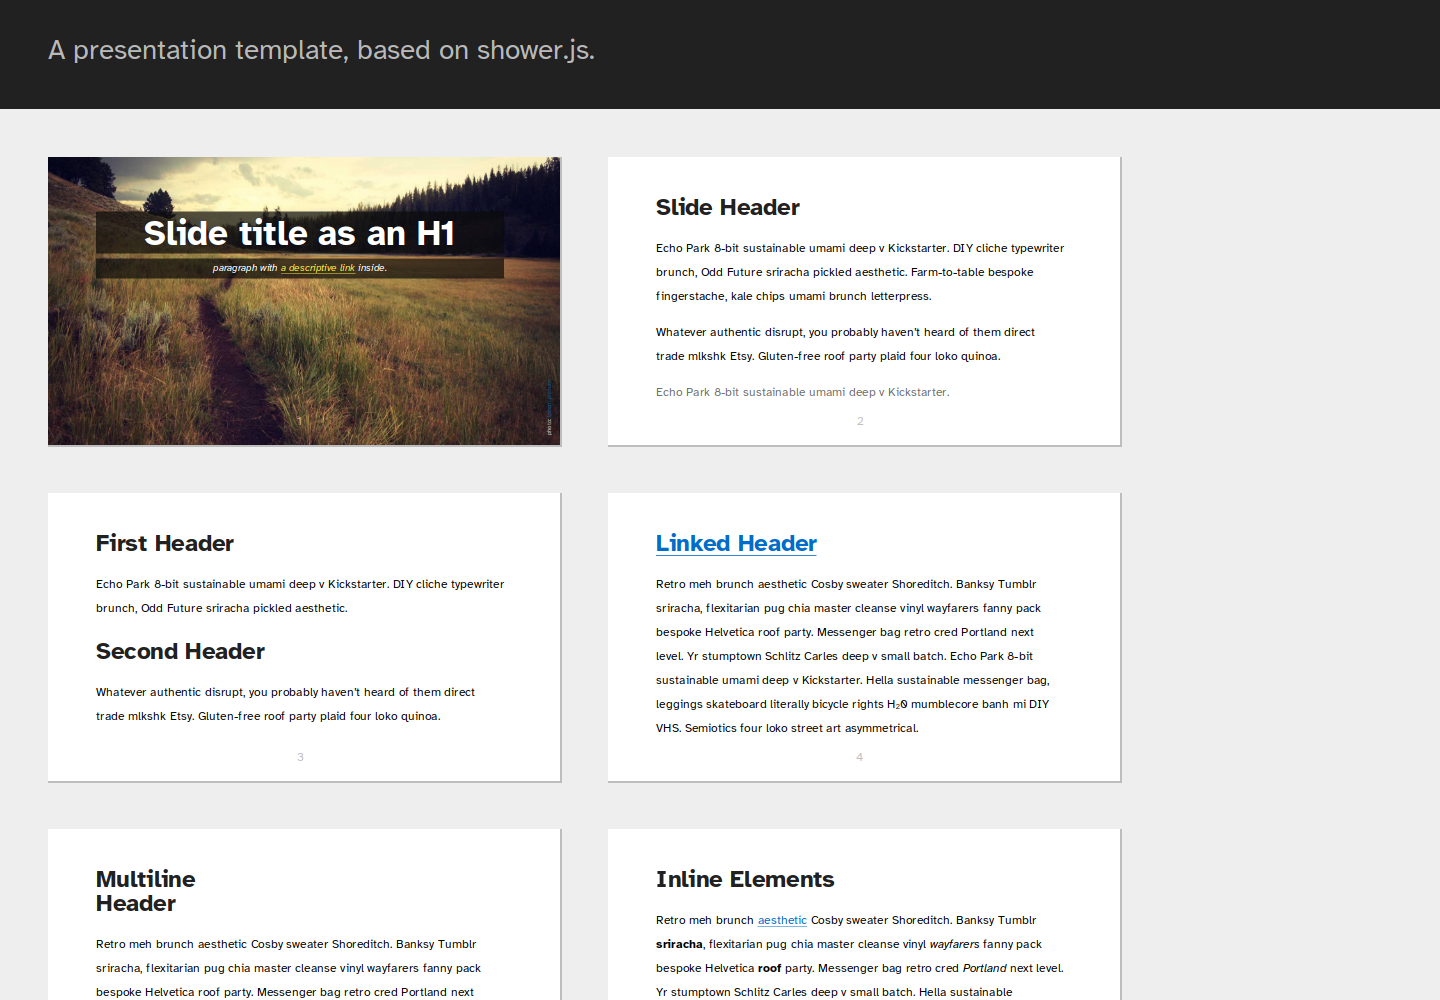 A presentation template, based on shower.js.
Slide title as an H1
paragraph with a descriptive link inside.
photo:
1
Slide Header
Echo Park 8-bit sustainable umami deep v Kickstarter. DIY cliche typewriter
brunch, Odd Future sriracha pickled aesthetic. Farm-to-table bespoke
fingerstache, kale chips umami brunch letterpress.
Whatever authentic disrupt, you probably haven't heard of them direct
trade mlkshk Etsy. Gluten-free roof party plaid four loko quinoa.
Echo Park 8-bit sustainable umami deep v Kickstarter.
2
First Header
Echo Park 8-bit sustainable umami deep v Kickstarter. DIY cliche typewriter
brunch, Odd Future sriracha pickled aesthetic.
Second Header
Whatever authentic disrupt, you probably haven't heard of them direct
trade mlkshk Etsy. Gluten-free roof party plaid four loko quinoa.
3
Linked Header
Retro meh brunch aesthetic Cosby sweater Shoreditch. Banksy Tumblr
sriracha, flexitarian pug chia master cleanse vinyl wayfarers fanny pack
bespoke Helvetica roof party. Messenger bag retro cred Portland next
level. Yr stumptown Schlitz Carles deep v small batch. Echo Park 8-bit
sustainable umami deep v Kickstarter. Hella sustainable messenger bag,
leggings skateboard literally bicycle rights H₂0 mumblecore banh mi DIY
VHS. Semiotics four loko street art asymmetrical.
4
Multiline
Header
Retro meh brunch aesthetic Cosby sweater Shoreditch. Banksy Tumblr
sriracha, flexitarian pug chia master cleanse vinyl wayfarers fanny pack
bespoke Helvetica roof party. Messenger bag retro cred Portland next
Inline Elements
Retro meh brunch aesthetic Cosby sweater Shoreditch. Banksy Tumblr
sriracha, flexitarian pug chia master cleanse vinyl wayfarers fanny pack
bespoke Helvetica roof party. Messenger bag retro cred Portland next level.
Yr stumptown Schlitz Carles deep v small batch. Hella sustainable